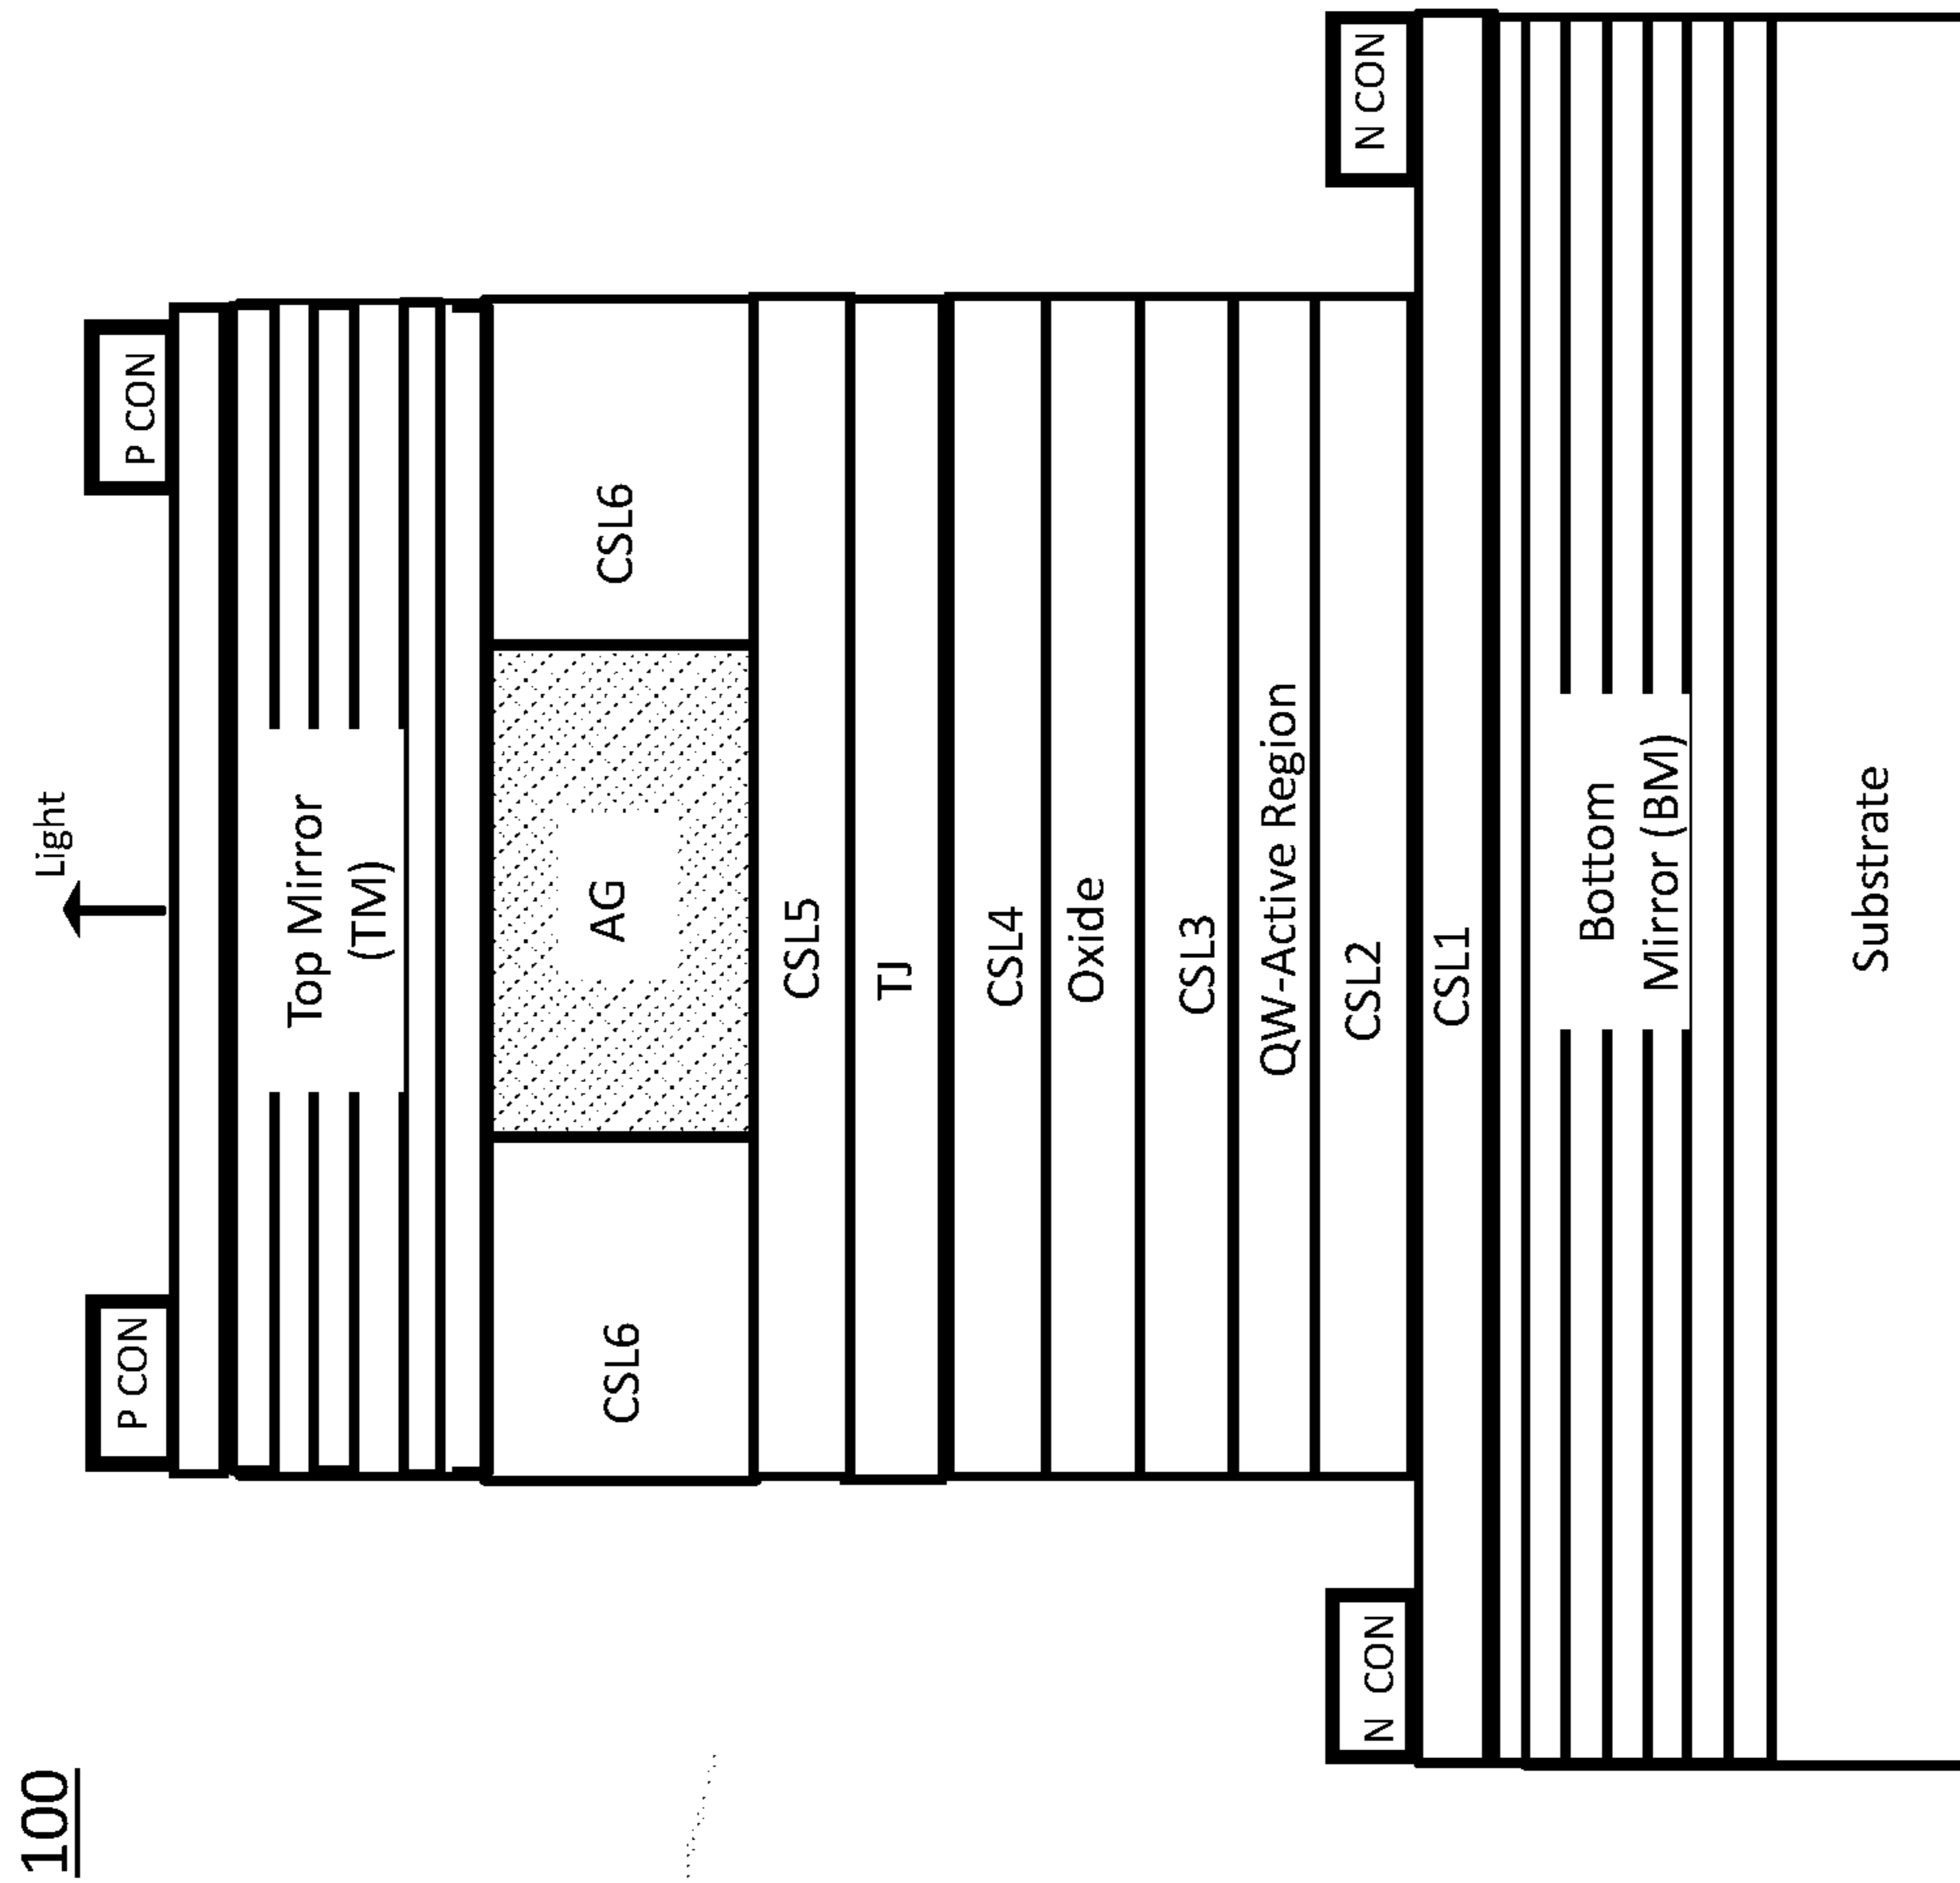 100
Light
P CON
P CON
Top Mirror
(TM)
CSL6
AG
CSL6
CSL5
TJ
CSL4
Oxide
CSL3
QW-Active Region
CSL2
N CON
N CON
CSL1
Bottom
Mirror (BM)
Substrate